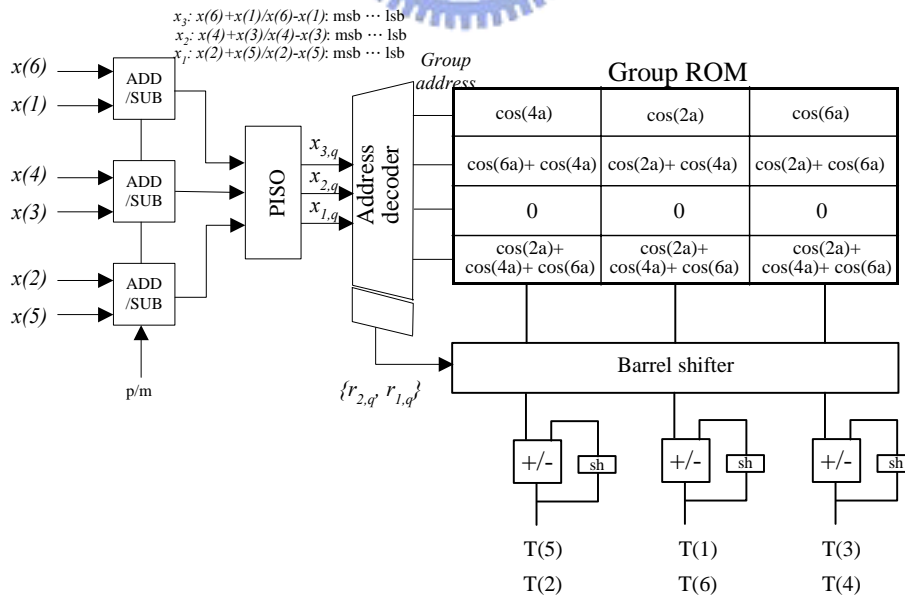 x3: x(6)+x(1)/x(6)-x(1): msb ··· lsb
x2: x(4)+x(3)/x(4)-x(3): msb ··· lsb
x1: x(2)+x(5)/x(2)-x(5): msb ··· lsb
Group
address
Group ROM
x(6)
x(1)
ADD
/SUB
x(4)
x(3)
ADD
/SUB
x(2)
x(5)
ADD
/SUB
p/m
PISO
x3,q
x2,q
x1,q
Address
decoder
cos(4a) cos(2a) cos(6a)
cos(6a)+ cos(4a) cos(2a)+ cos(4a) cos(2a)+ cos(6a)
0 0 0
cos(2a)+ cos(2a)+ cos(2a)+
cos(4a)+ cos(6a) cos(4a)+ cos(6a) cos(4a)+ cos(6a)
Barrel shifter
{r2,q, r1,q}
+/- sh +/- sh +/- sh
T(5) T(1) T(3)
T(2) T(6) T(4)